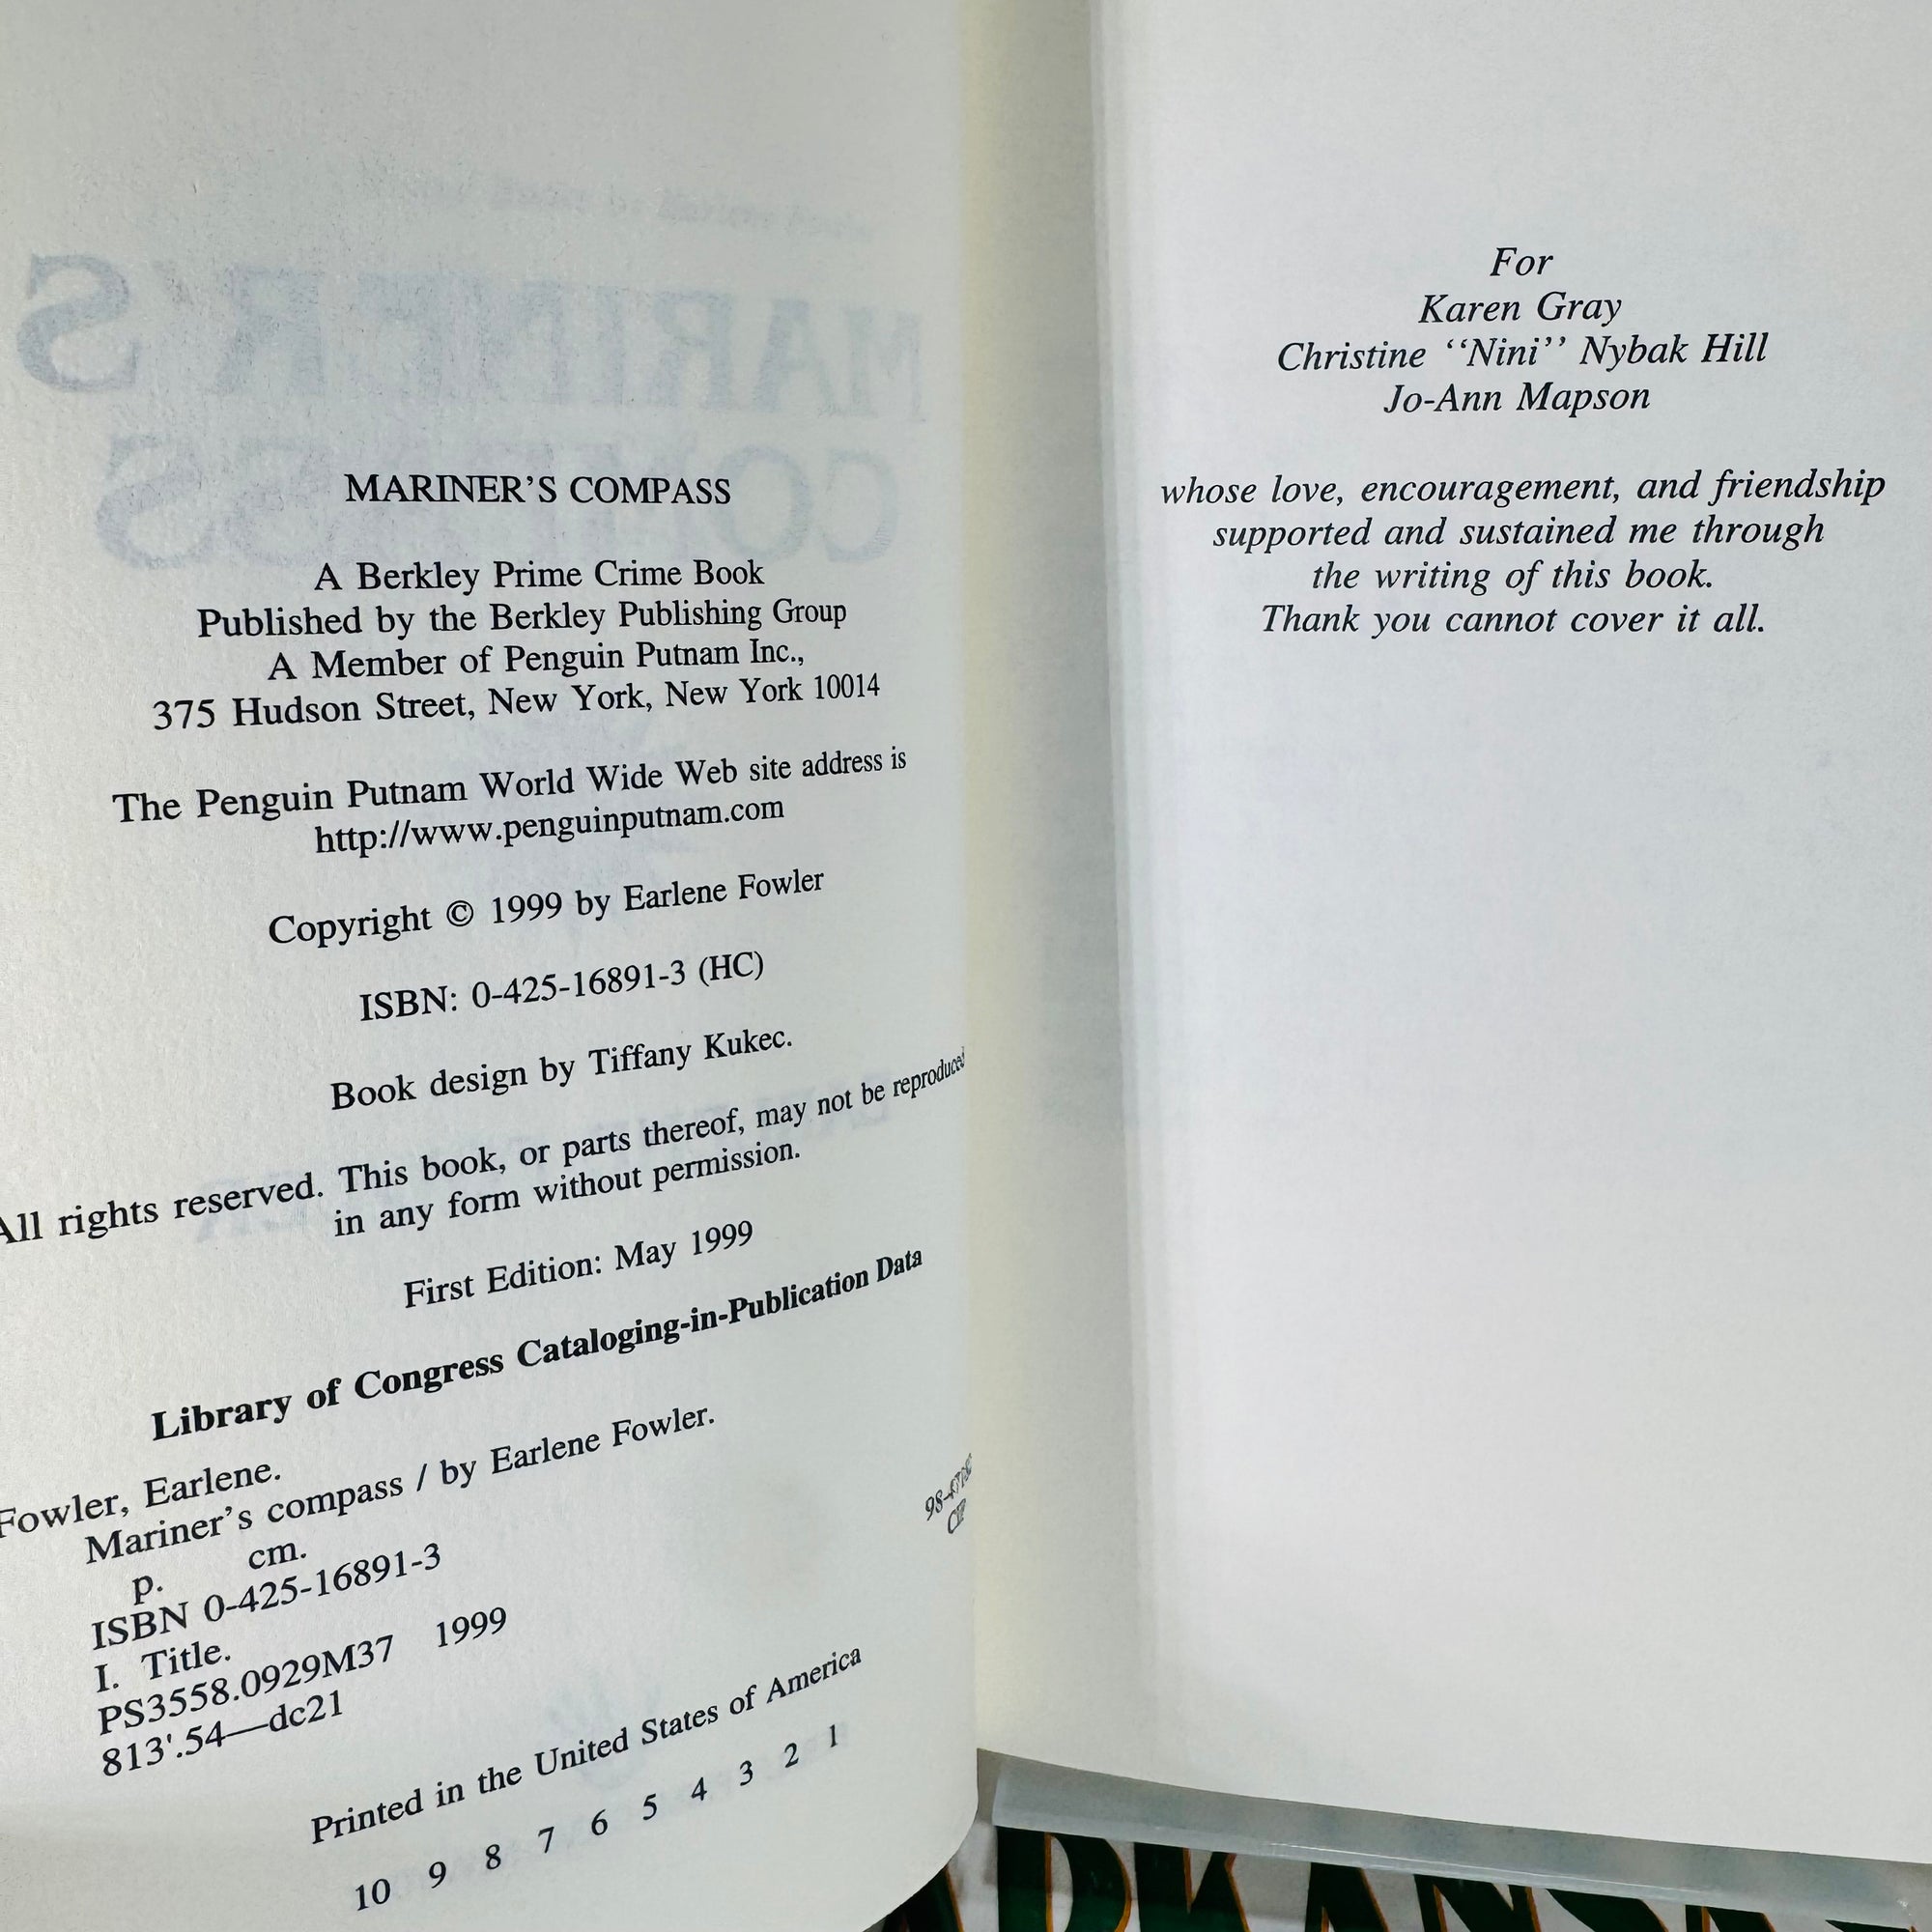 MARINER'S COMPASS
A Berkley Prime Crime Book
Published by the Berkley Publishing Group
A Member of Penguin Putnam Inc.,
375 Hudson Street, New York, New York 10014
The Penguin Putnam World Wide Web site address is
http://www.penguinputnam.com
Copyright © 1999 by Earlene Fowler
ISBN: 0-425-16891-3 (HC)
Book design by Tiffany Kukec.
All rights reserved. This book, or parts thereof, may not be reproduced
in any form without permission.
First Edition: May 1999
Library of Congress Cataloging-in-Publication Data
Fowler, Earlene.
Mariner's compass / by Earlene Fowler.
p. cm.
ISBN 0-425-16891-3
I. Title.
PS3558.0929M37 1999
813'.54—dc21
CIP
Printed in the United States of America
10 9 8 7 6 5 4 3 2 1
For
Karen Gray
Christine ‘‘Nini’’ Nybak Hill
Jo-Ann Mapson
whose love, encouragement, and friendship
supported and sustained me through
the writing of this book.
Thank you cannot cover it all.